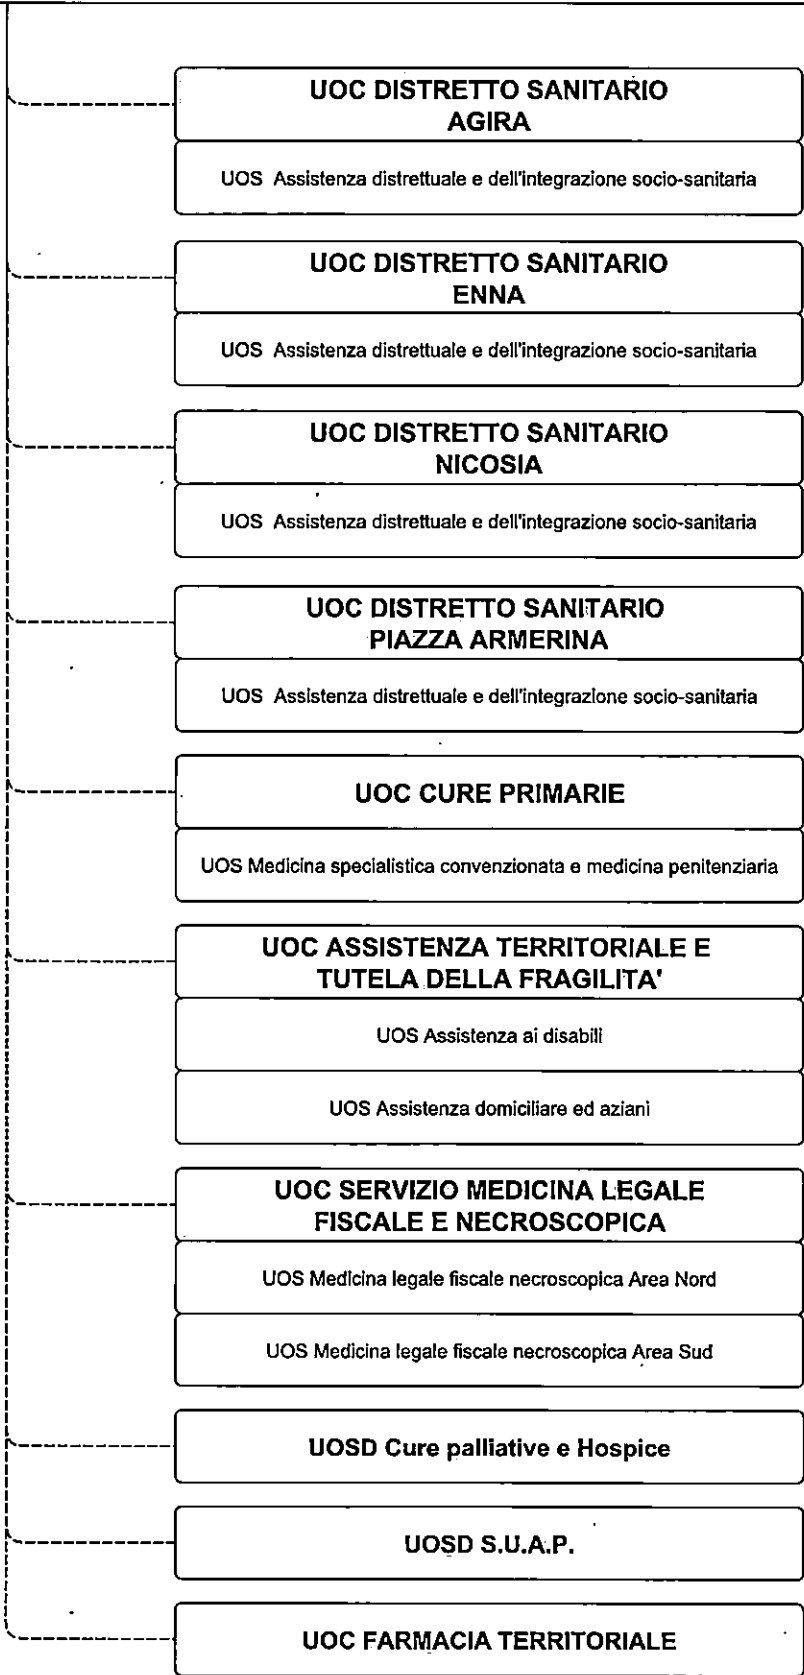 UOC DISTRETTO SANITARIO
AGIRA
UOS Assistenza distrettuale e dell'integrazione socio-sanitaria
UOC DISTRETTO SANITARIO
ENNA
UOS Assistenza distrettuale e dell'integrazione socio-sanitaria
UOC DISTRETTO SANITARIO
NICOSIA
UOS Assistenza distrettuale e dell'integrazione socio-sanitaria
UOC DISTRETTO SANITARIO
PIAZZA ARMERINA
UOS Assistenza distrettuale e dell'integrazione socio-sanitaria
UOC CURE PRIMARIE
UOS Medicina specialistica convenzionata e medicina penitenziaria
UOC ASSISTENZA TERRITORIALE E
TUTELA DELLA FRAGILITA'
UOS Assistenza ai disabili
UOS Assistenza domiciliare ed aziani
UOC SERVIZIO MEDICINA LEGALE
FISCALE E NECROSCOPICA
UOS Medicina legale fiscale necroscopica Area Nord
UOS Medicina legale fiscale necroscopica Area Sud
UOSD Cure palliative e Hospice
UOSD S.U.A.P.
UOC FARMACIA TERRITORIALE